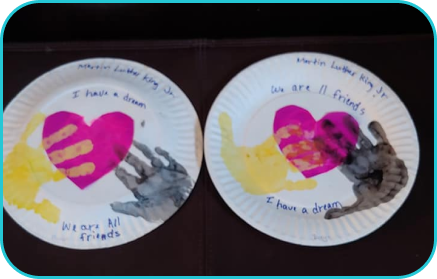 Martin Luther King Jr.
I have a dream
We are All
friends
Martin Luther King Jr
We are ll friends
I have a dream